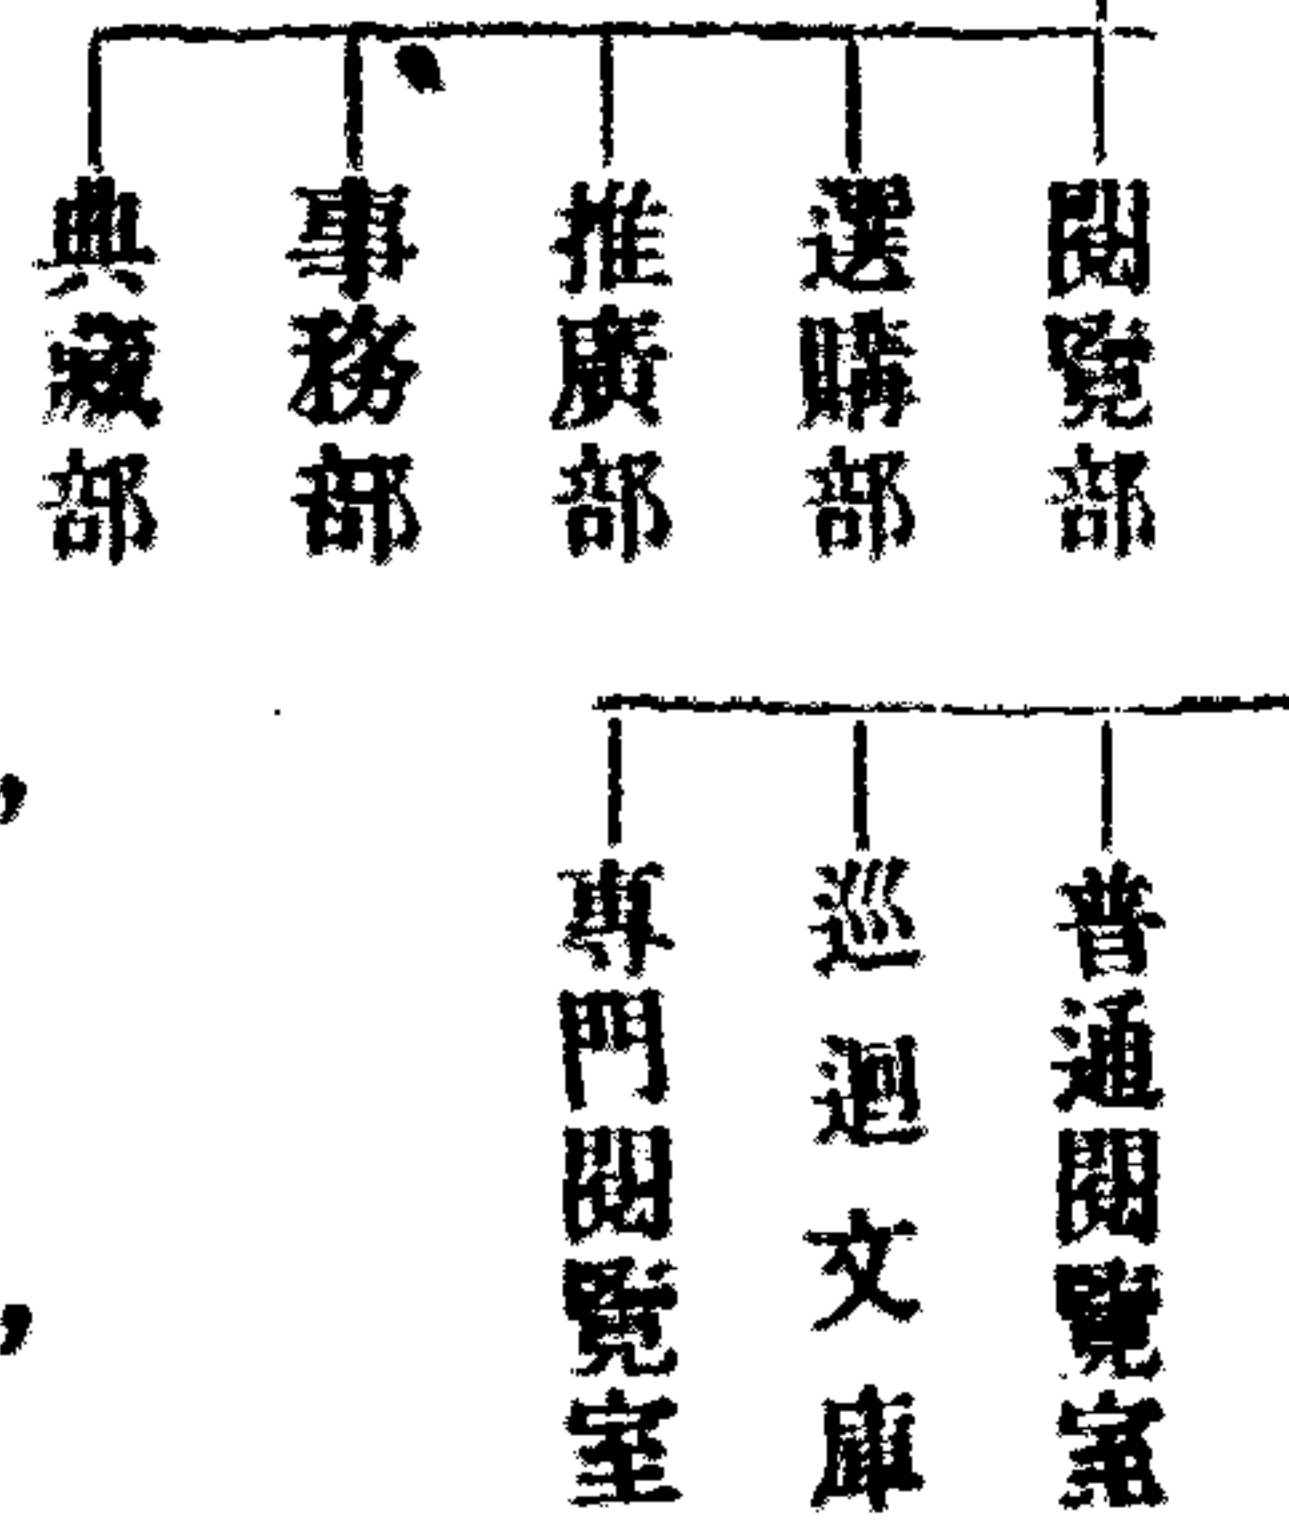 閱覽部
選購部
推廣部
事務部
典藏部
普通閱覽室
巡迴文庫
專門閱覽室